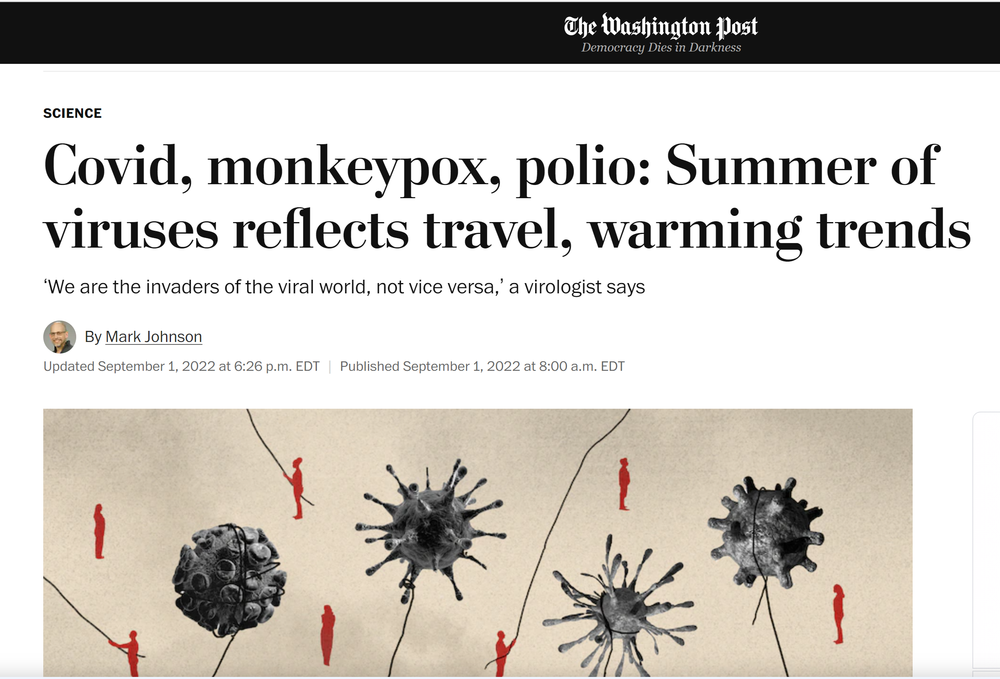 The Washington Post
Democracy Dies in Darkness
SCIENCE
Covid, monkeypox, polio: Summer of
viruses reflects travel, warming trends
‘We are the invaders of the viral world, not vice versa,’ a virologist says
By Mark Johnson
Updated September 1, 2022 at 6:26 p.m. EDT | Published September 1, 2022 at 8:00 a.m. EDT